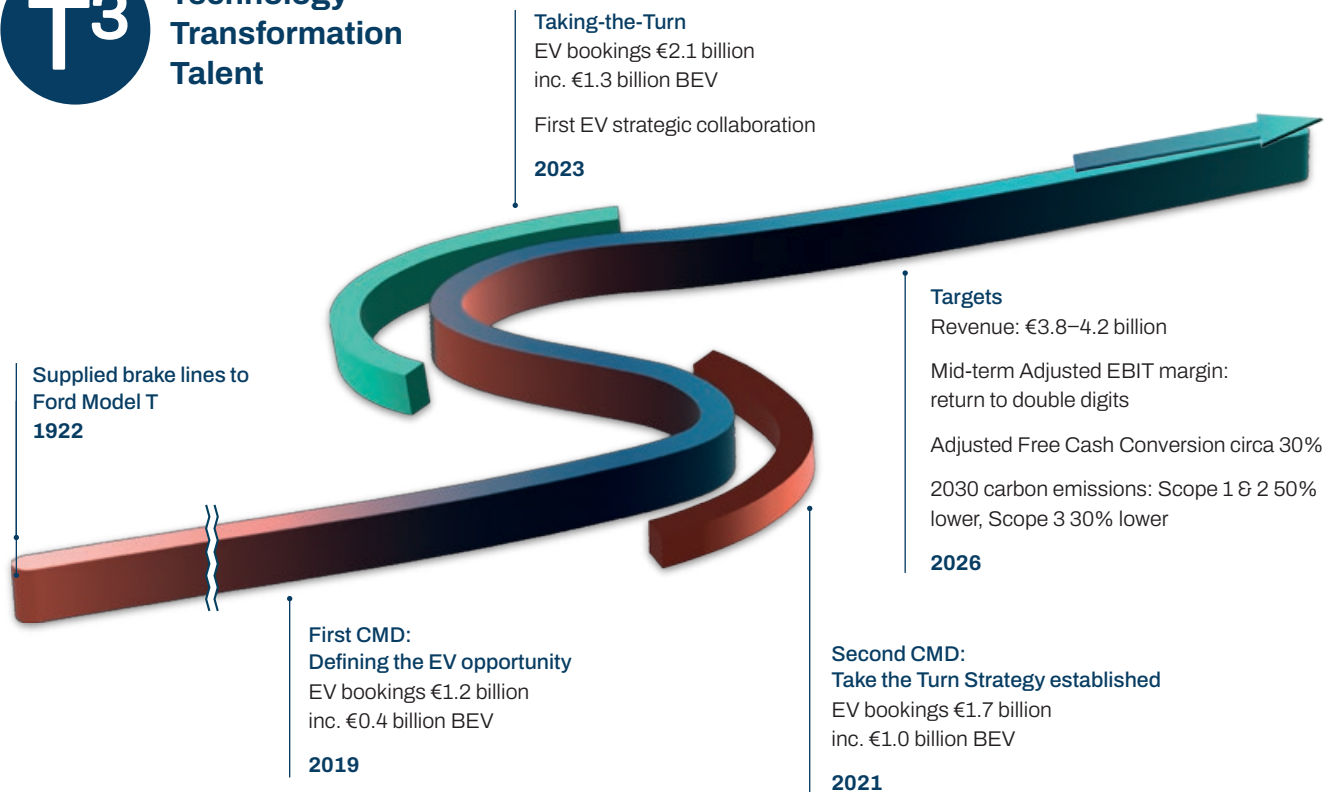 T3
Technology
Transformation
Talent
Taking-the-Turn
EV bookings €2.1 billion
inc. €1.3 billion BEV
First EV strategic collaboration
2023
Supplied brake lines to
Ford Model T
1922
Targets
Revenue: €3.8–4.2 billion
Mid-term Adjusted EBIT margin:
return to double digits
Adjusted Free Cash Conversion circa 30%
2030 carbon emissions: Scope 1 & 2 50%
lower, Scope 3 30% lower
2026
First CMD:
Defining the EV opportunity
EV bookings €1.2 billion
inc. €0.4 billion BEV
2019
Second CMD:
Take the Turn Strategy established
EV bookings €1.7 billion
inc. €1.0 billion BEV
2021